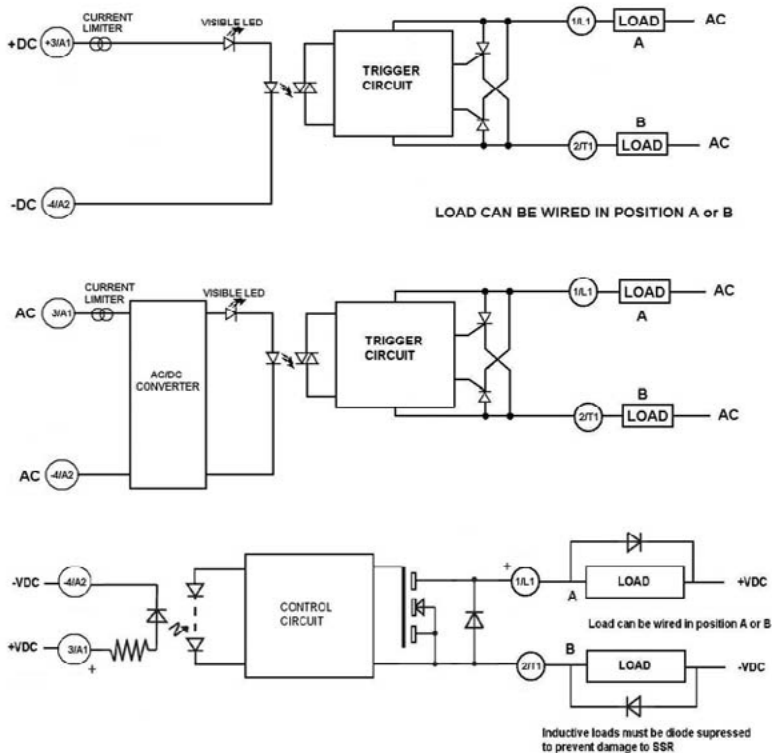 CURRENT
LIMITER
VISIBLE LED
+DC
+3/A1
TRIGGER
CIRCUIT
1/L1
LOAD
AC
A
B
2/T1
LOAD
AC
-DC
-4/A2
LOAD CAN BE WIRED IN POSITION A or B
CURRENT
LIMITER
VISIBLE LED
AC
3/A1
AC/DC
CONVERTER
TRIGGER
CIRCUIT
1/L1
LOAD
AC
A
B
2/T1
LOAD
AC
AC
-4/A2
-VDC
-4/A2
+VDC
3/A1
+
CONTROL
CIRCUIT
+
1/L1
LOAD
+VDC
A
Load can be wired in position A or B
B
2/T1
LOAD
-VDC
Inductive loads must be diode supressed
to prevent damage to SSR